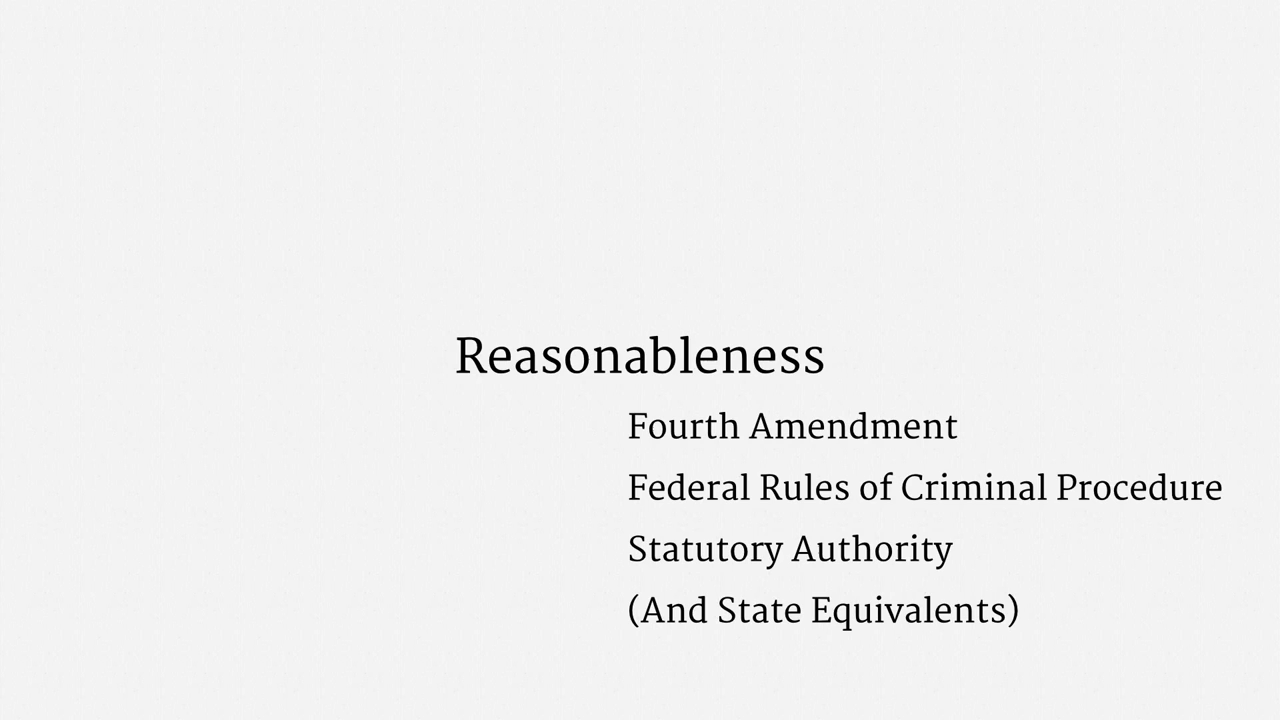 Reasonableness
Fourth Amendment
Federal Rules of Criminal Procedure
Statutory Authority
(And State Equivalents)